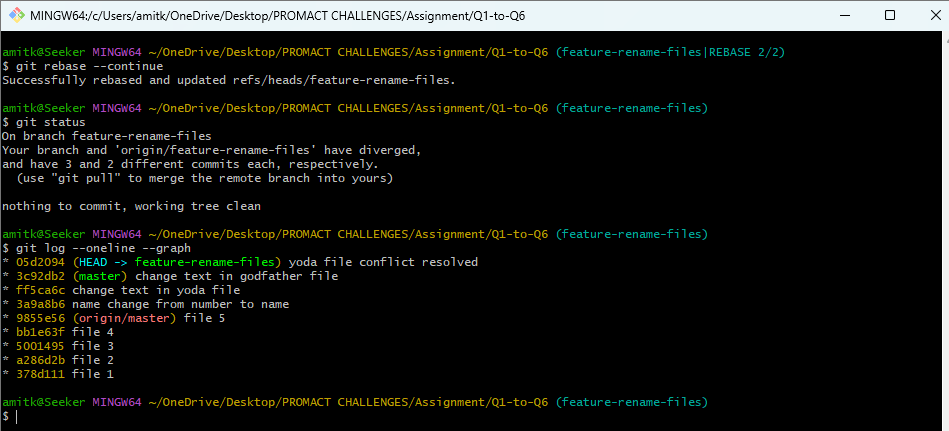 MINGW64:/c/Users/amitk/OneDrive/Desktop/PROMACT CHALLENGES/Assignment/Q1-to-Q6
amitk@Seeker MINGW64 ~/OneDrive/Desktop/PROMACT CHALLENGES/Assignment/Q1-to-Q6 (feature-rename-files|REBASE 2/2)
$ git rebase --continue
Successfully rebased and updated refs/heads/feature-rename-files.
amitk@Seeker MINGW64 ~/OneDrive/Desktop/PROMACT CHALLENGES/Assignment/Q1-to-Q6 (feature-rename-files)
$ git status
On branch feature-rename-files
Your branch and 'origin/feature-rename-files' have diverged,
and have 3 and 2 different commits each, respectively.
  (use "git pull" to merge the remote branch into yours)
nothing to commit, working tree clean
amitk@Seeker MINGW64 ~/OneDrive/Desktop/PROMACT CHALLENGES/Assignment/Q1-to-Q6 (feature-rename-files)
$ git log --oneline --graph
* 05d2094 (HEAD -> feature-rename-files) yoda file conflict resolved
* 3c92db2 (master) change text in godfather file
* ff5ca6c change text in yoda file
* 3a9a8b6 name change from number to name
* 9855e56 (origin/master) file 5
* bb1e63f file 4
* 5001495 file 3
* a286d2b file 2
* 378d111 file 1
amitk@Seeker MINGW64 ~/OneDrive/Desktop/PROMACT CHALLENGES/Assignment/Q1-to-Q6 (feature-rename-files)
$